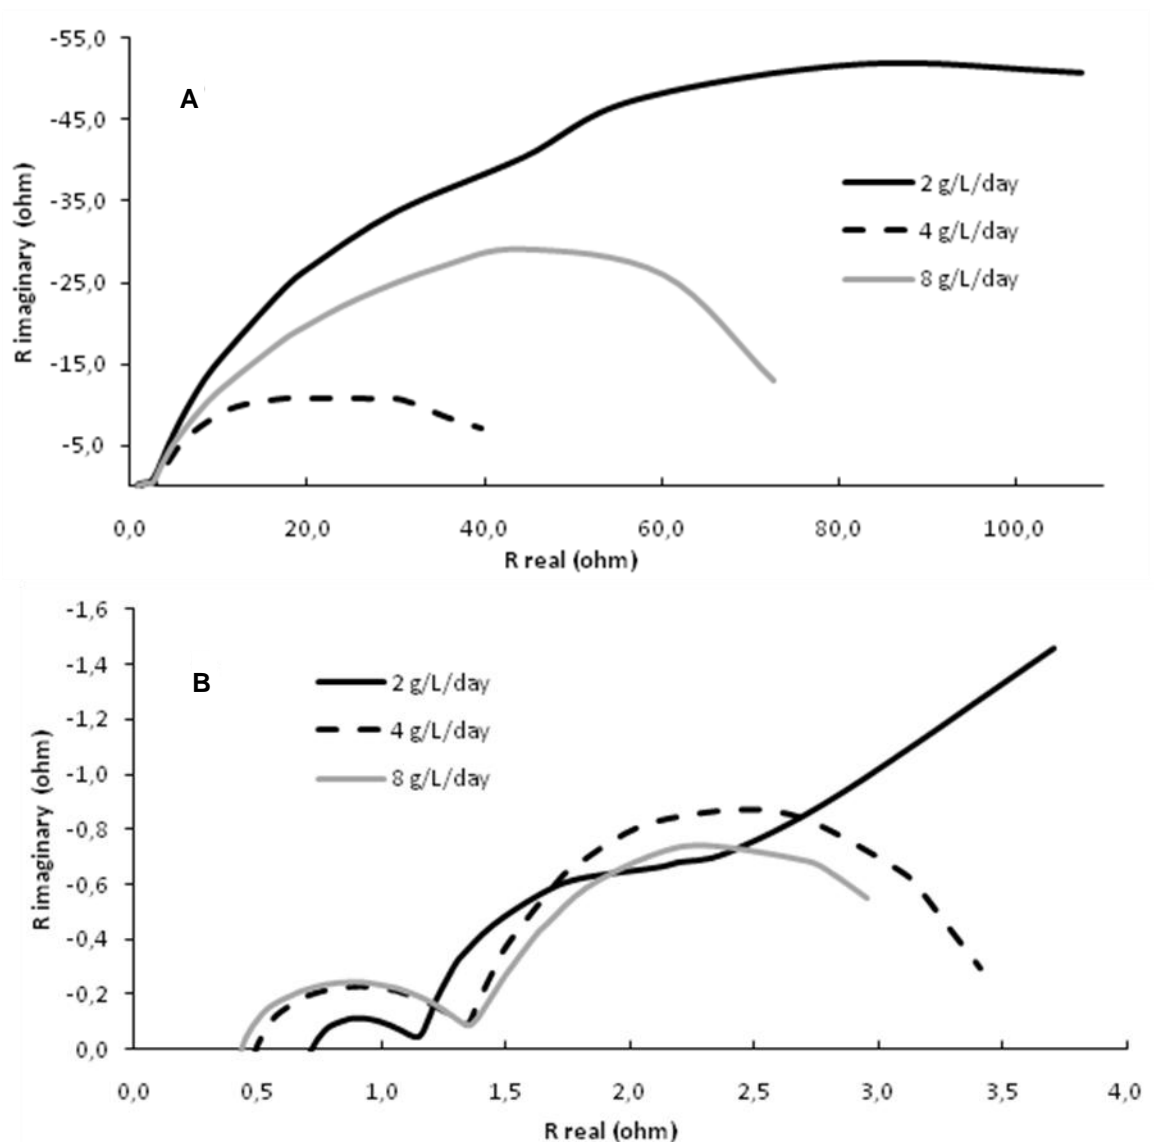 -55,0
A
-45,0
-35,0
-25,0
-15,0
-5,0
R imaginary (ohm)
2 g/L/day
4 g/L/day
8 g/L/day
0,0 20,0 40,0 60,0 80,0 100,0
R real (ohm)
-1,6
-1,4
-1,2
-1,0
-0,8
-0,6
-0,4
-0,2
0,0
R imaginary (ohm)
B
2 g/L/day
4 g/L/day
8 g/L/day
0,0 0,5 1,0 1,5 2,0 2,5 3,0 3,5 4,0
R real (ohm)